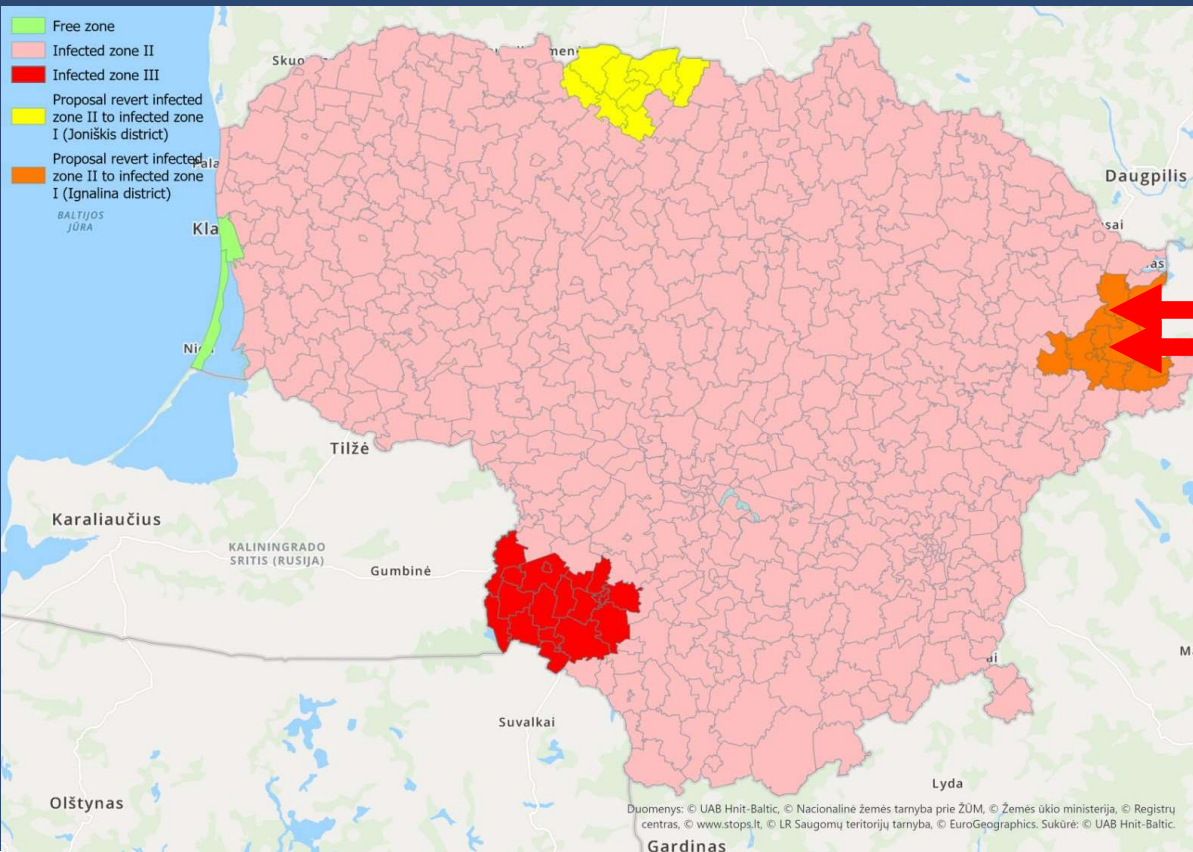 Free zone
Infected zone II
Infected zone III
Proposal revert infected
zone II to infected zone
I (Joniškis district)
Proposal revert infected
zone II to infected zone
I (Ignalina district)
Skuo
meni
Pala
BALTIJOS
JŪRA
Kla
Daugpilis
sai
as
Nid
Tilžė
Karaliaučius
KALININGRADO
SRITIS (RUSIJA)
Gumbinė
ai
M
Suvalkai
Olštynas
Lyda
Duomenys: © UAB Hnit-Baltic, © Nacionalinė žemės tarnyba prie ŽŪM, © Žemės ūkio ministerija, © Registrų
centras, © www.stops.lt, © LR Saugomų teritorijų tarnyba, © EuroGeographics. Sukūrė: © UAB Hnit-Baltic.
Gardinas